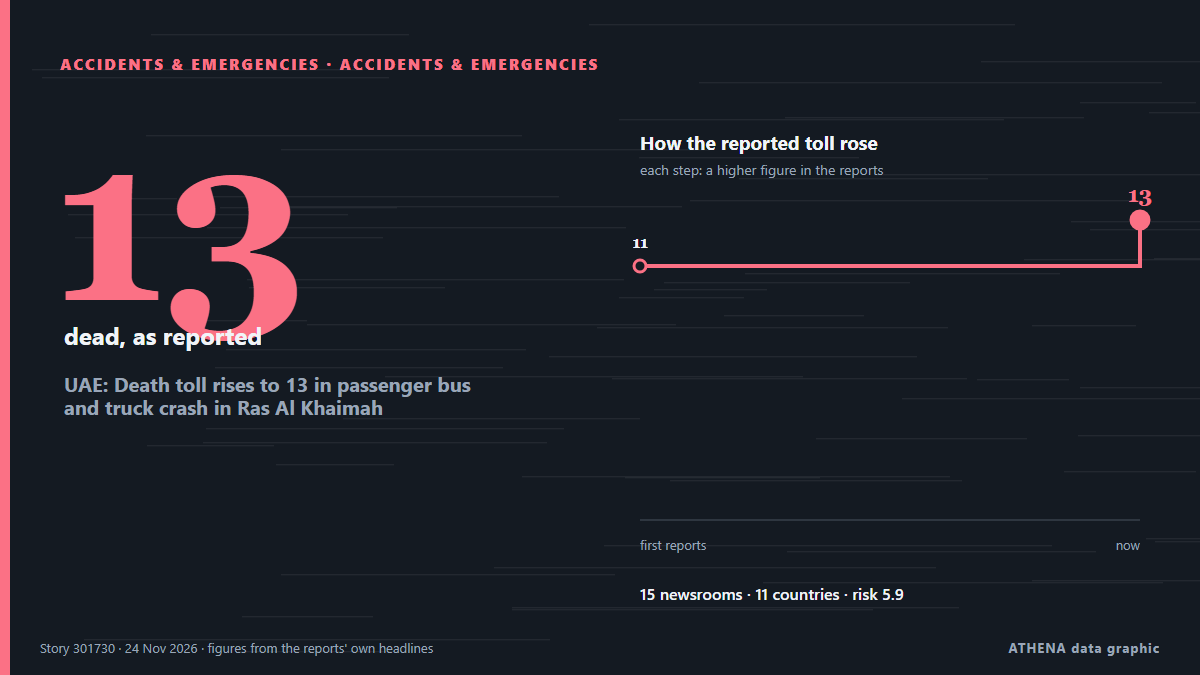 ACCIDENTS & EMERGENCIES · ACCIDENTS & EMERGENCIES
13
dead, as reported
UAE: Death toll rises to 13 in passenger bus
and truck crash in Ras Al Khaimah
How the reported toll rose
each step: a higher figure in the reports
13
11
first reports
now
15 newsrooms · 11 countries · risk 5.9
Story 301730 · 24 Nov 2026 · figures from the reports' own headlines
ATHENA data graphic